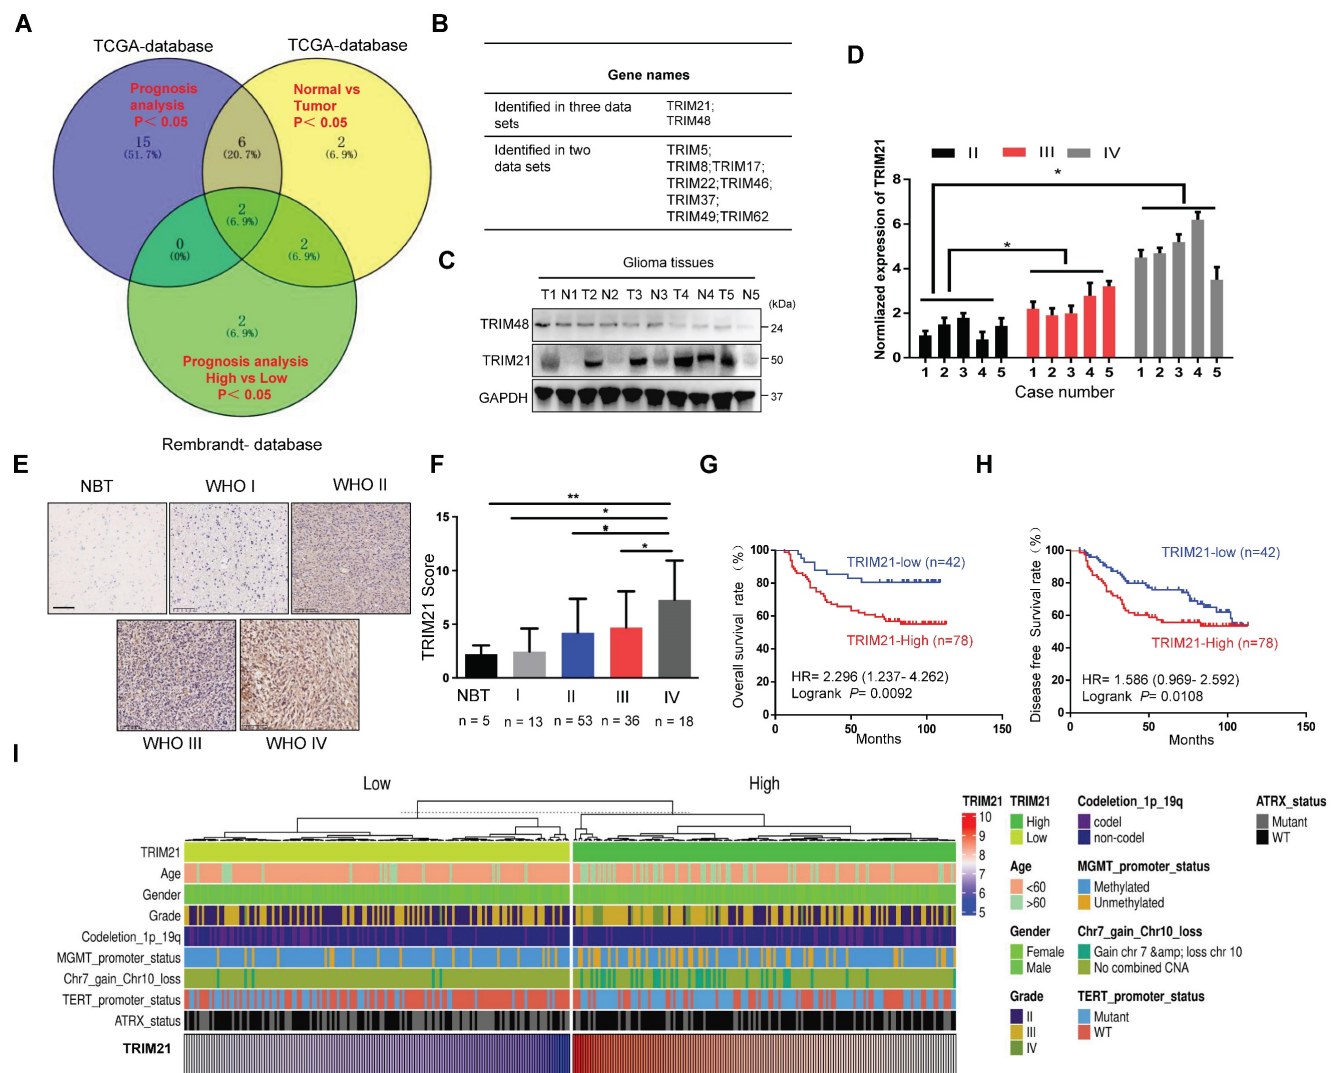 A
TCGA-database
TCGA-database
Prognosis
analysis
P< 0.05
15
(51.7%)
6
(20.7%)
Normal vs
Tumor
P< 0.05
2
(6.9%)
2
(6.9%)
0
(0%)
2
(6.9%)
2
(6.9%)
Prognosis analysis
High vs Low
P< 0.05
Rembrandt- database
B
Gene names
Identified in three data
sets
TRIM21;
TRIM48
Identified in two
data sets
TRIM5;
TRIM8;TRIM17;
TRIM22;TRIM46;
TRIM37;
TRIM49;TRIM62
C
Glioma tissues
T1 N1 T2 N2 T3 N3 T4 N4 T5 N5
(kDa)
TRIM48
24
TRIM21
50
GAPDH
37
D
II III IV
Normliazed expression of TRIM21
8
6
4
2
0
*
*
1 2 3 4 5 1 2 3 4 5 1 2 3 4 5
Case number
E
NBT
WHO I
WHO II
WHO III
WHO IV
F
TRIM21 Score
15
10
5
0
**
*
*
*
NBT I II III IV
n = 5 n = 13 n = 53 n = 36 n = 18
G
Overall survival rate (%)
100
80
60
40
20
0
TRIM21-low (n=42)
TRIM21-High (n=78)
HR= 2.296 (1.237- 4.262)
Logrank P= 0.0092
0 50 100 150
Months
H
Disease free Survival rate (%)
100
80
60
40
20
0
TRIM21-low (n=42)
TRIM21-High (n=78)
HR= 1.586 (0.969- 2.592)
Logrank P= 0.0108
0 50 100 150
Months
I
Low
High
TRIM21
Age
Gender
Grade
Codeletion_1p_19q
MGMT_promoter_status
Chr7_gain_Chr10_loss
TERT_promoter_status
ATRX_status
TRIM21
TRIM21
10
9
8
7
6
5
TRIM21
High
Low
Age
<60
>60
Gender
Female
Male
Grade
II
III
IV
Codeletion_1p_19q
codel
non-codel
MGMT_promoter_status
Methylated
Unmethylated
Chr7_gain_Chr10_loss
Gain chr 7 &amp; loss chr 10
No combined CNA
TERT_promoter_status
Mutant
WT
ATRX_status
Mutant
WT